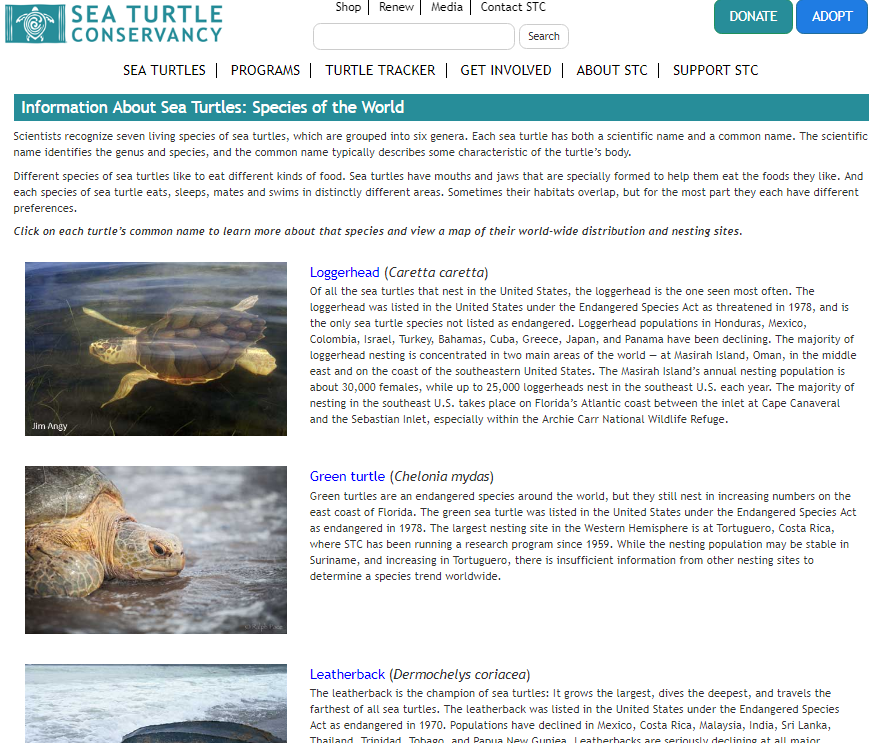 SEA TURTLE
CONSERVANCY
Shop Renew Media Contact STC
Search
DONATE ADOPT
SEA TURTLES PROGRAMS TURTLE TRACKER GET INVOLVED ABOUT STC SUPPORT STC
Information About Sea Turtles: Species of the World
Scientists recognize seven living species of sea turtles, which are grouped into six genera. Each sea turtle has both a scientific name and a common name. The scientific
name identifies the genus and species, and the common name typically describes some characteristic of the turtle's body.
Different species of sea turtles like to eat different kinds of food. Sea turtles have mouths and jaws that are specially formed to help them eat the foods they like. And
each species of sea turtle eats, sleeps, mates and swims in distinctly different areas. Sometimes their habitats overlap, but for the most part they each have different
preferences.
Click on each turtle's common name to learn more about that species and view a map of their world-wide distribution and nesting sites.
Jim Angy
Loggerhead (Caretta caretta)
Of all the sea turtles that nest in the United States, the loggerhead is the one seen most often. The
loggerhead was listed in the United States under the Endangered Species Act as threatened in 1978, and is
the only sea turtle species not listed as endangered. Loggerhead populations in Honduras, Mexico,
Colombia, Israel, Turkey, Bahamas, Cuba, Greece, Japan, and Panama have been declining. The majority of
loggerhead nesting is concentrated in two main areas of the world — at Masirah Island, Oman, in the middle
east and on the coast of the southeastern United States. The Masirah Island's annual nesting population is
about 30,000 females, while up to 25,000 loggerheads nest in the southeast U.S. each year. The majority of
nesting in the southeast U.S. takes place on Florida's Atlantic coast between the inlet at Cape Canaveral
and the Sebastian Inlet, especially within the Archie Carr National Wildlife Refuge.
Green turtle (Chelonia mydas)
Green turtles are an endangered species around the world, but they still nest in increasing numbers on the
east coast of Florida. The green sea turtle was listed in the United States under the Endangered Species Act
as endangered in 1978. The largest nesting site in the Western Hemisphere is at Tortuguero, Costa Rica,
where STC has been running a research program since 1959. While the nesting population may be stable in
Suriname, and increasing in Tortuguero, there is insufficient information from other nesting sites to
determine a species trend worldwide.
Leatherback (Dermochelys coriacea)
The leatherback is the champion of sea turtles: It grows the largest, dives the deepest, and travels the
farthest of all sea turtles. The leatherback was listed in the United States under the Endangered Species
Act as endangered in 1970. Populations have declined in Mexico, Costa Rica, Malaysia, India, Sri Lanka,
Thailand, Trinidad, Tobago, and Papua New Guniea. Leatherbacks are seriously declining at all major